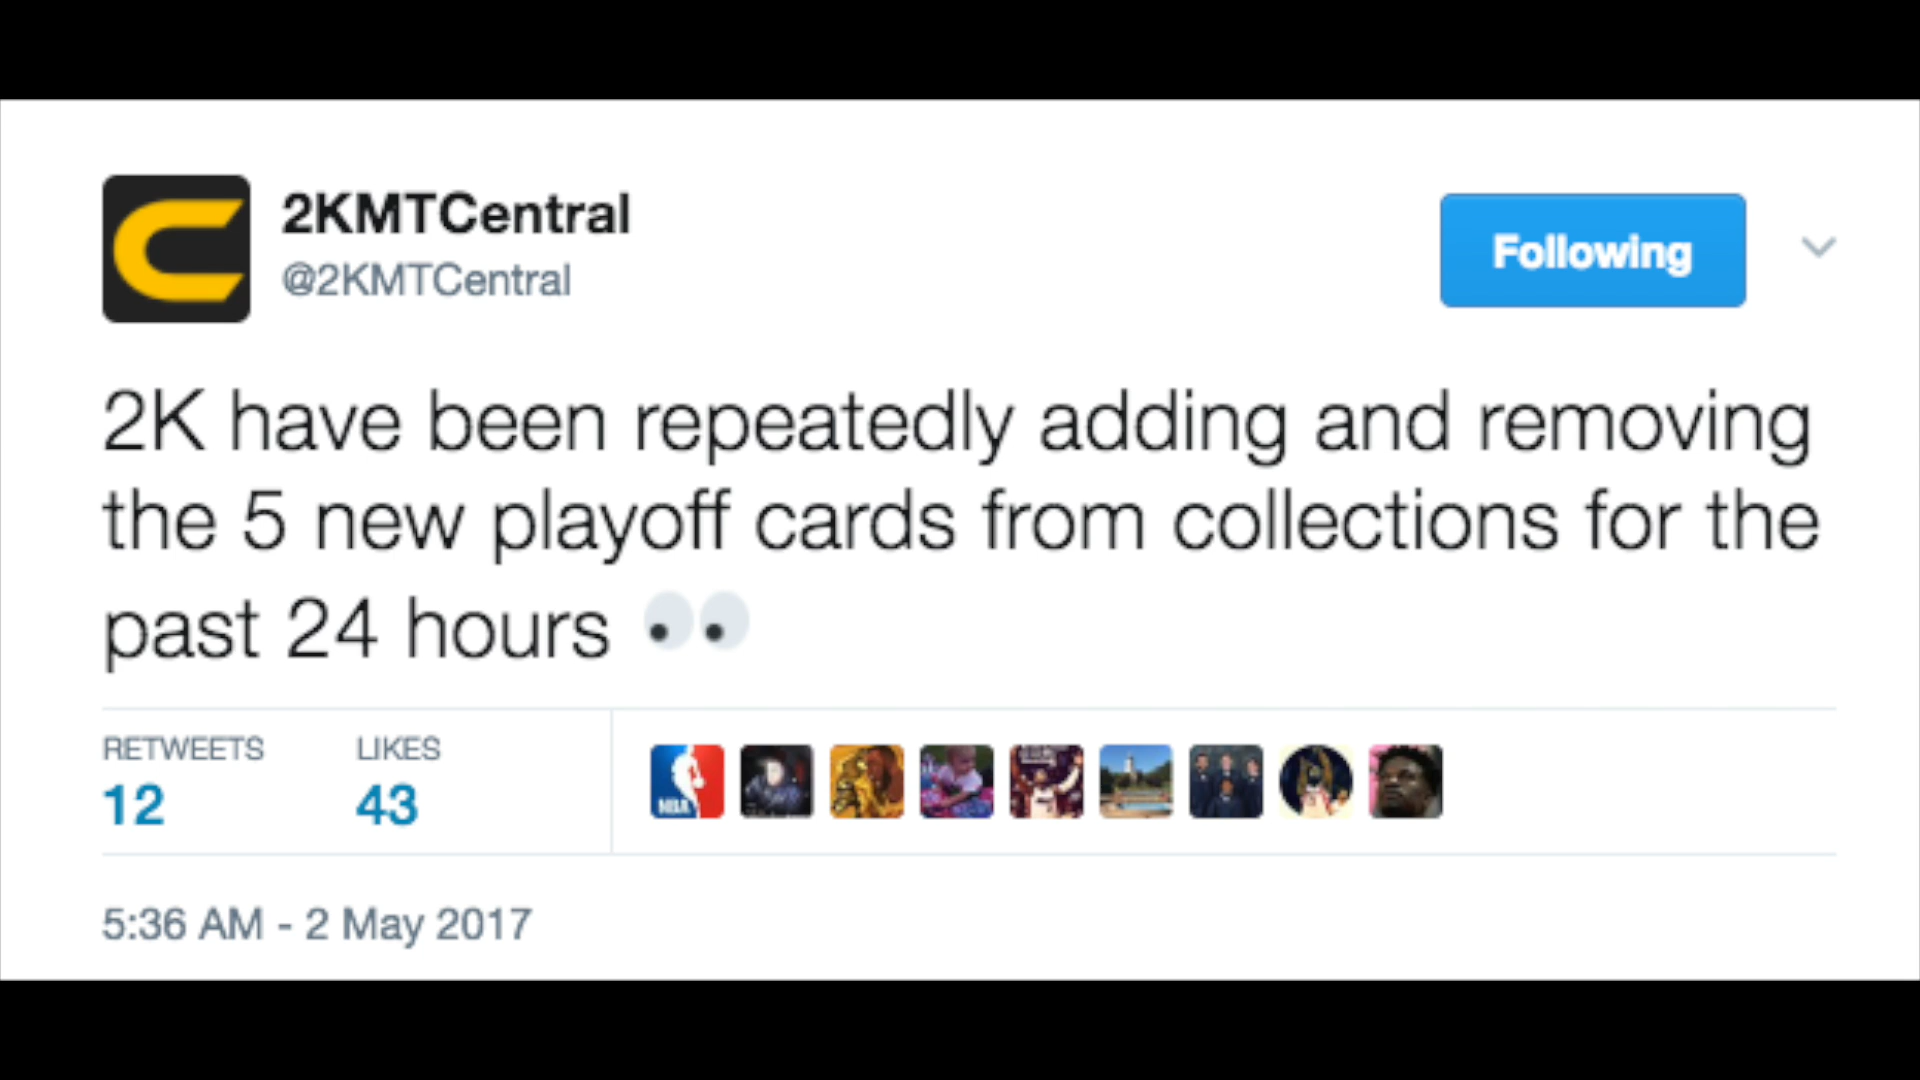 2KMTCentral
@2KMTCentral
Following
2K have been repeatedly adding and removing
the 5 new playoff cards from collections for the
past 24 hours 👀
RETWEETS
LIKES
12
43
NBA
5:36 AM - 2 May 2017